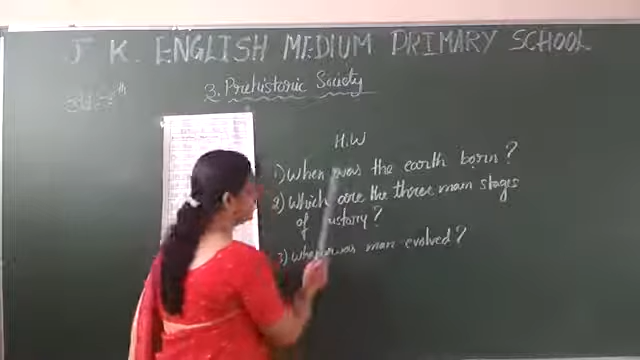 J K. ENGLISH MEDIUM PRIMARY SCHOOL
3. Prehistoric Society
H.W
1) When was the earth born?
2) Which are the three main stages
of history?
3) When was man evolved?